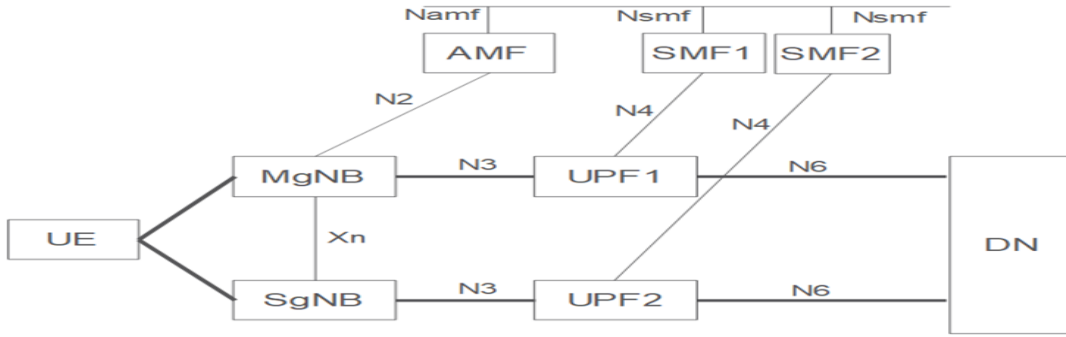 Namf
Nsmf
Nsmf
AMF
SMF1
SMF2
N2
N4
N4
MgNB
N3
UPF1
N6
UE
Xn
DN
SgNB
N3
UPF2
N6